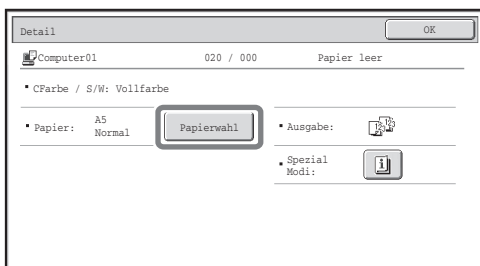 Detail
OK
Computer01 020 / 000 Papier leer
CFarbe / S/W: Vollfarbe
Papier: A5 Normal
Papierwahl
Ausgabe:
Spezial
Modi: